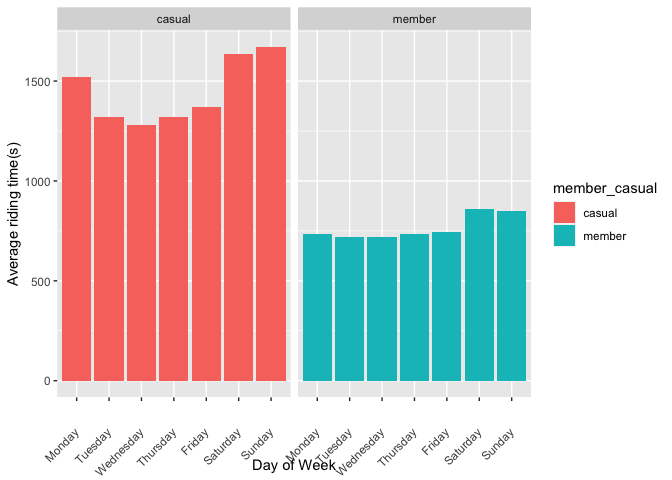 casual
member
1500
1000
500
0
Average riding time(s)
Monday
Tuesday
Wednesday
Thursday
Friday
Saturday
Sunday
Monday
Tuesday
Wednesday
Thursday
Friday
Saturday
Sunday
Day of Week
member_casual
casual
member